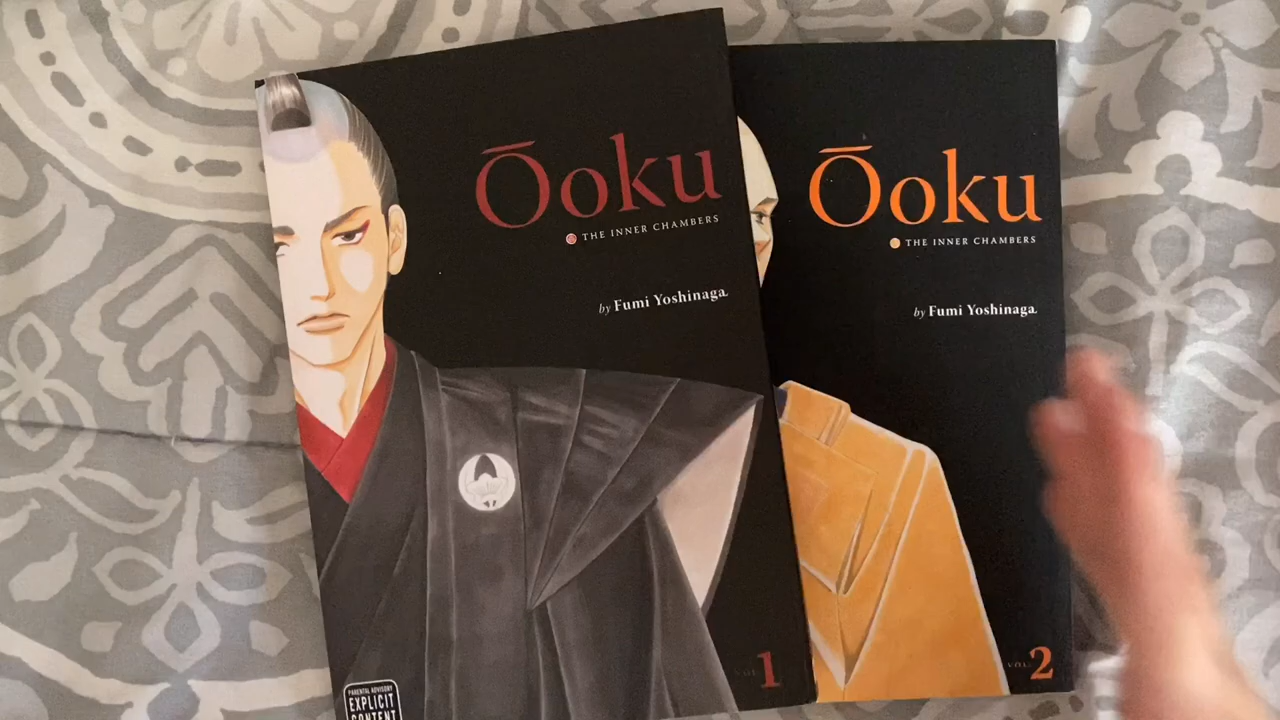 Ōoku
THE INNER CHAMBERS
by Fumi Yoshinaga
VOL. 1
PARENTAL ADVISORY
EXPLICIT
CONTENT
Ōoku
THE INNER CHAMBERS
by Fumi Yoshinaga
VOL. 2